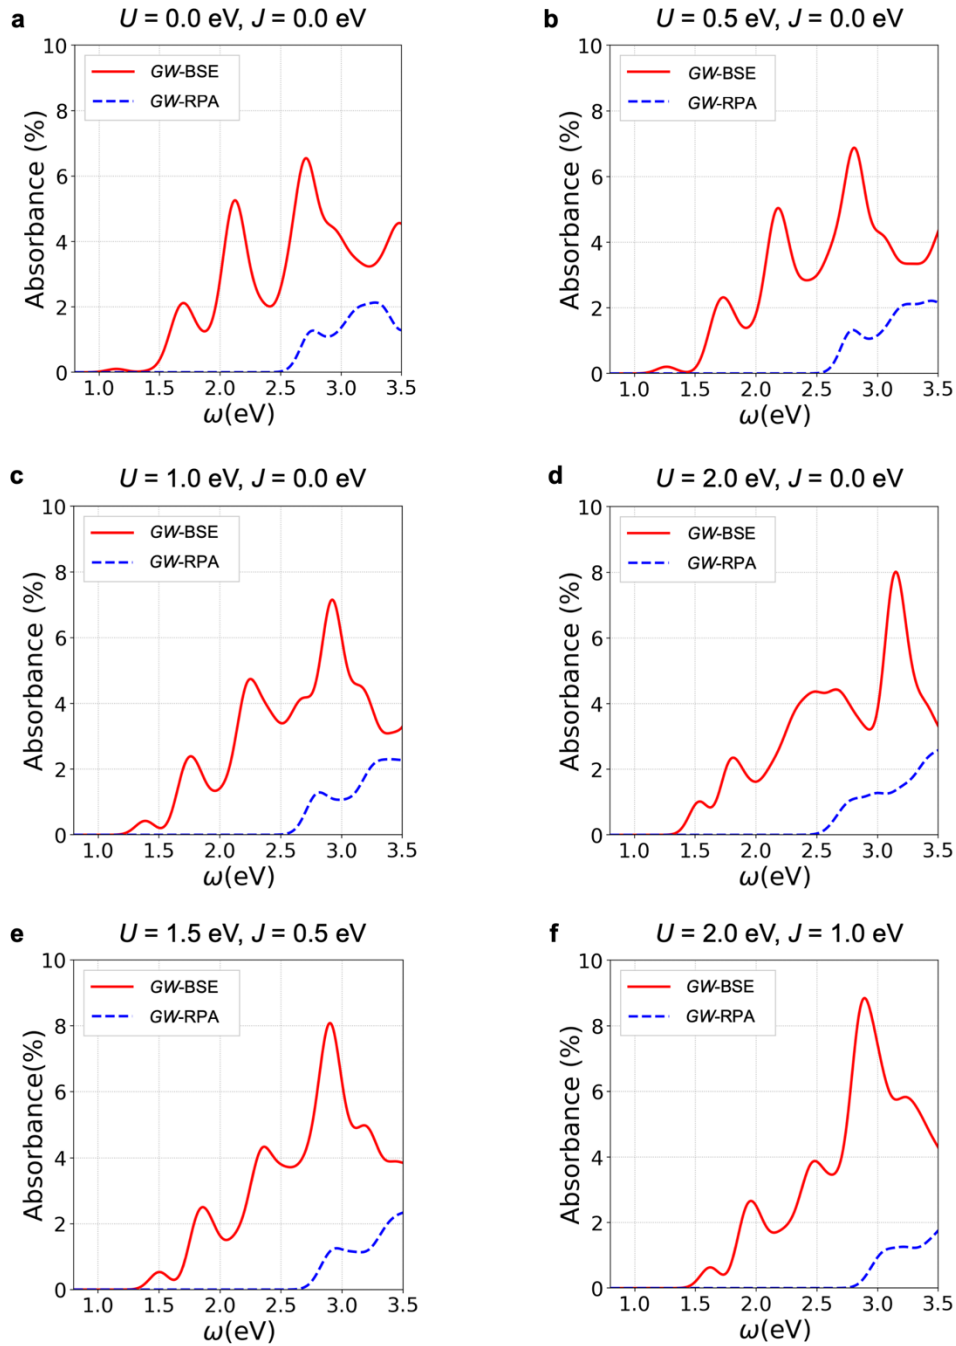 a
U = 0.0 eV, J = 0.0 eV
GW-BSE
GW-RPA
Absorbance (%)
10
8
6
4
2
0
1.0 1.5 2.0 2.5 3.0 3.5
ω(eV)
b
U = 0.5 eV, J = 0.0 eV
GW-BSE
GW-RPA
Absorbance (%)
10
8
6
4
2
0
1.0 1.5 2.0 2.5 3.0 3.5
ω(eV)
c
U = 1.0 eV, J = 0.0 eV
GW-BSE
GW-RPA
Absorbance (%)
10
8
6
4
2
0
1.0 1.5 2.0 2.5 3.0 3.5
ω(eV)
d
U = 2.0 eV, J = 0.0 eV
GW-BSE
GW-RPA
Absorbance (%)
10
8
6
4
2
0
1.0 1.5 2.0 2.5 3.0 3.5
ω(eV)
e
U = 1.5 eV, J = 0.5 eV
GW-BSE
GW-RPA
Absorbance(%)
10
8
6
4
2
0
1.0 1.5 2.0 2.5 3.0 3.5
ω(eV)
f
U = 2.0 eV, J = 1.0 eV
GW-BSE
GW-RPA
Absorbance (%)
10
8
6
4
2
0
1.0 1.5 2.0 2.5 3.0 3.5
ω(eV)